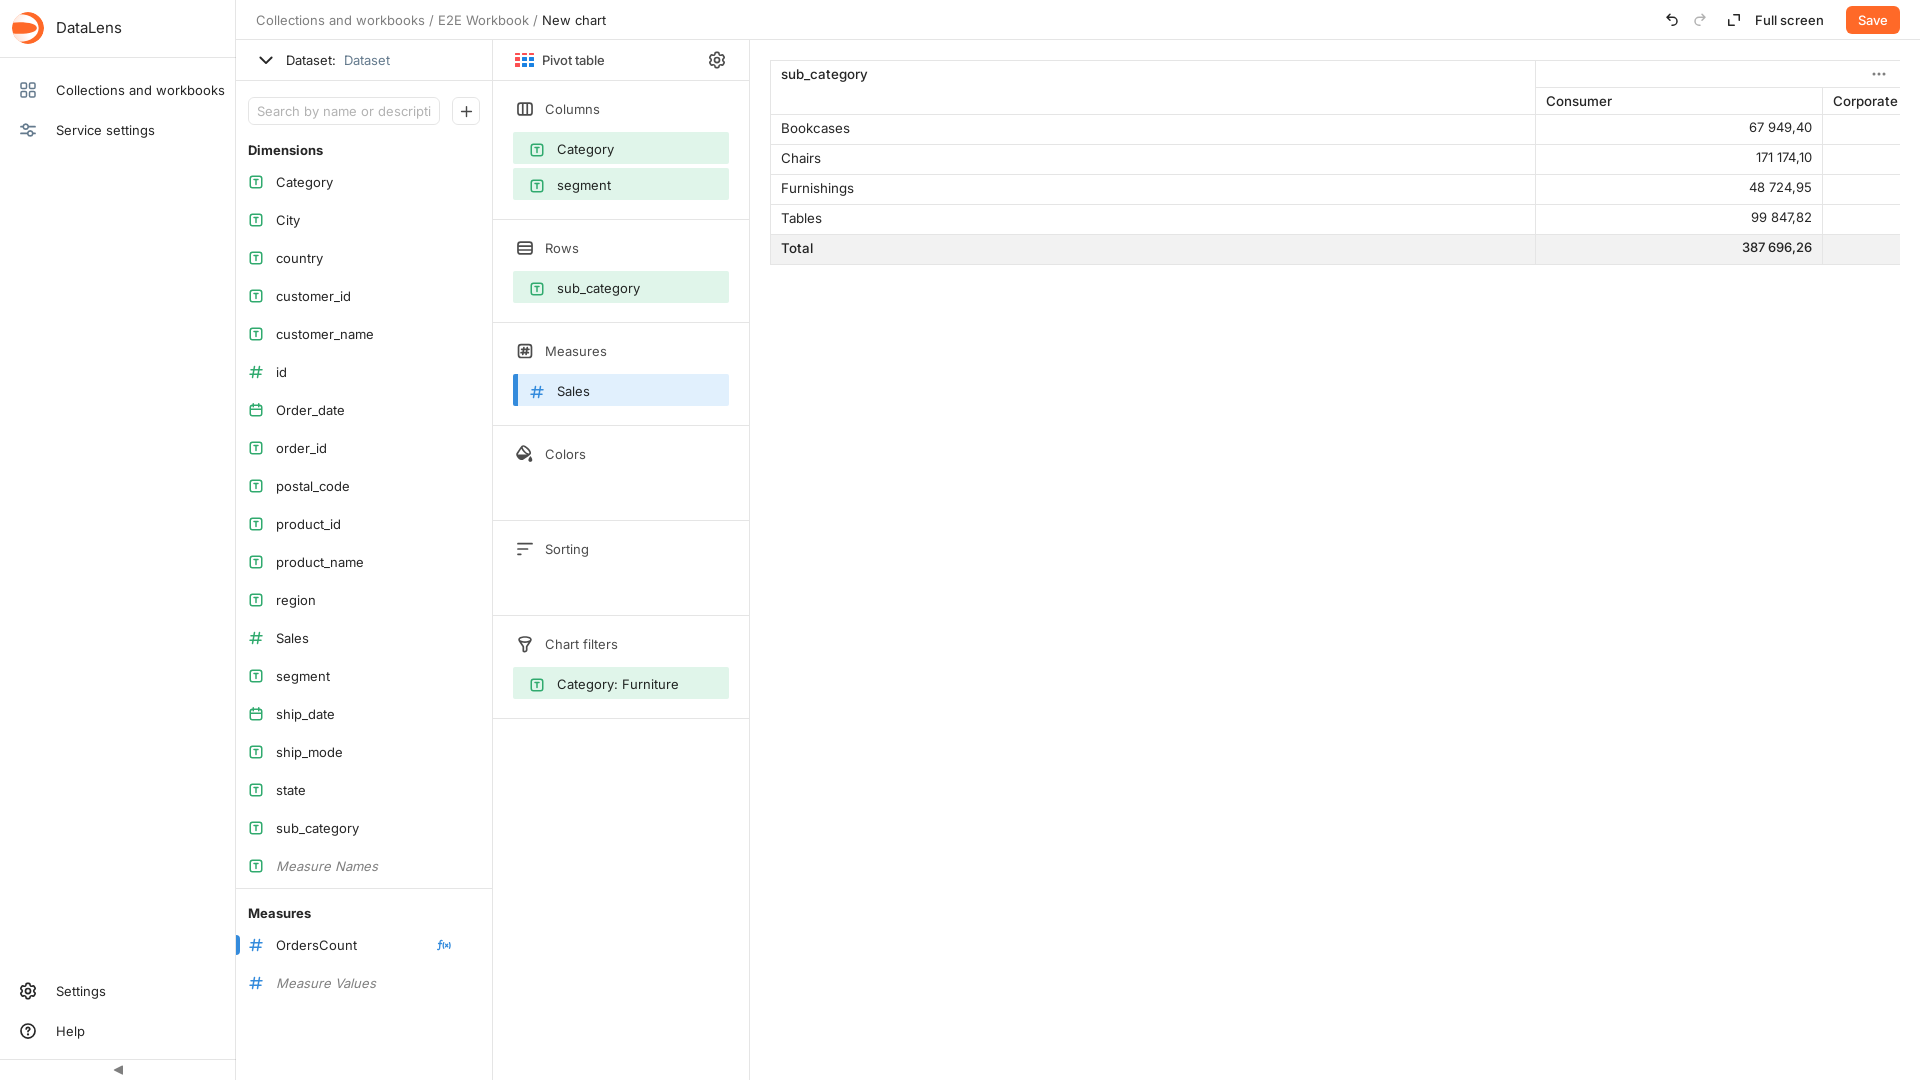 DataLens
Collections and workbooks
Service settings
Settings
Help
Collections and workbooks / E2E Workbook / New chart
Full screen
Save
Dataset: Dataset
Search by name or descripti
Dimensions
Category
City
country
customer_id
customer_name
id
Order_date
order_id
postal_code
product_id
product_name
region
Sales
segment
ship_date
ship_mode
state
sub_category
Measure Names
Measures
OrdersCount
f(x)
Measure Values
Pivot table
Columns
Category
segment
Rows
sub_category
Measures
Sales
Colors
Sorting
Chart filters
Category: Furniture
sub_category
Consumer Corporate
Bookcases 67 949,40
Chairs 171 174,10
Furnishings 48 724,95
Tables 99 847,82
Total 387 696,26